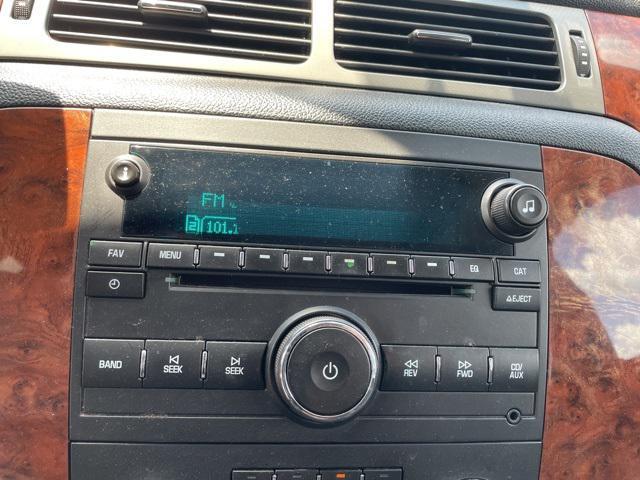 FM
2 101.1
FAV MENU EQ CAT
EJECT
BAND SEEK SEEK REV FWD CD/
AUX